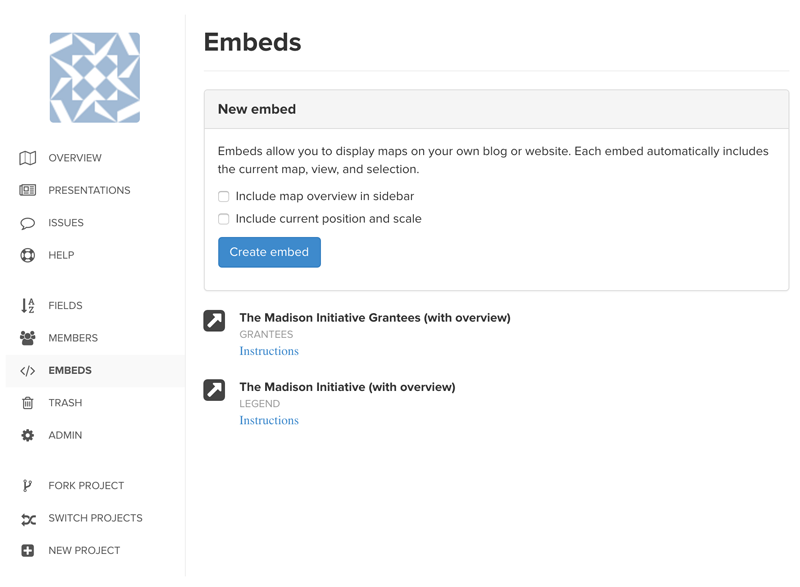 Embeds
OVERVIEW
PRESENTATIONS
ISSUES
HELP
FIELDS
MEMBERS
EMBEDS
TRASH
ADMIN
FORK PROJECT
SWITCH PROJECTS
NEW PROJECT
New embed
Embeds allow you to display maps on your own blog or website. Each embed automatically includes
the current map, view, and selection.
Include map overview in sidebar
Include current position and scale
Create embed
The Madison Initiative Grantees (with overview)
GRANTEES
Instructions
The Madison Initiative (with overview)
LEGEND
Instructions